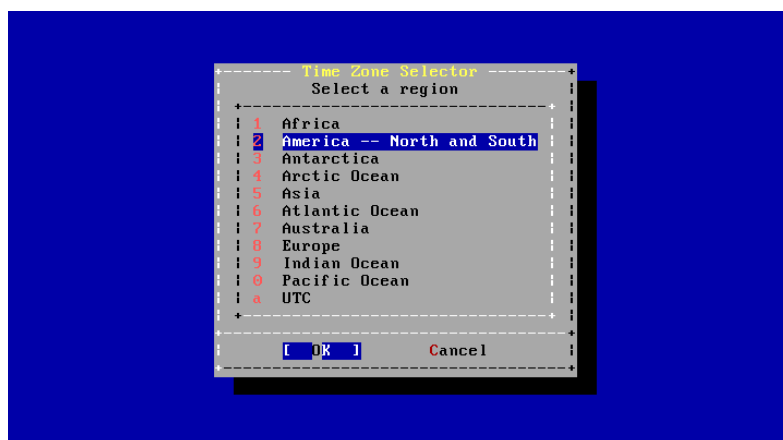 Time Zone Selector
Select a region
1 Africa
2 America -- North and South
3 Antarctica
4 Arctic Ocean
5 Asia
6 Atlantic Ocean
7 Australia
8 Europe
9 Indian Ocean
0 Pacific Ocean
a UTC
[ OK ] Cancel